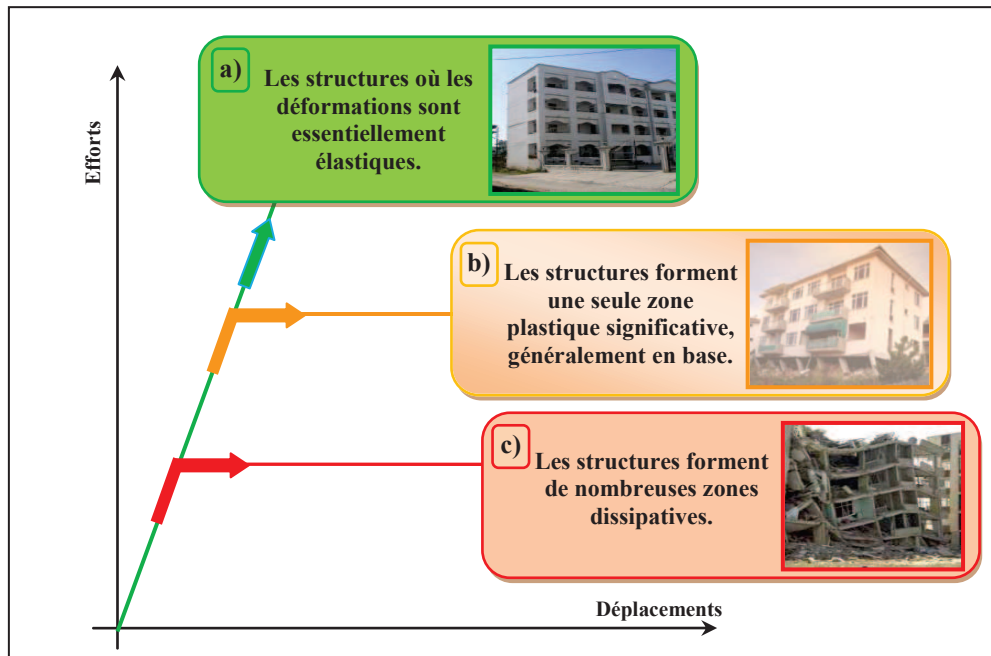 a)
Les structures où les
déformations sont
essentiellement
élastiques.
Efforts
b)
Les structures forment
une seule zone
plastique significative,
généralement en base.
c)
Les structures forment
de nombreuses zones
dissipatives.
Déplacements